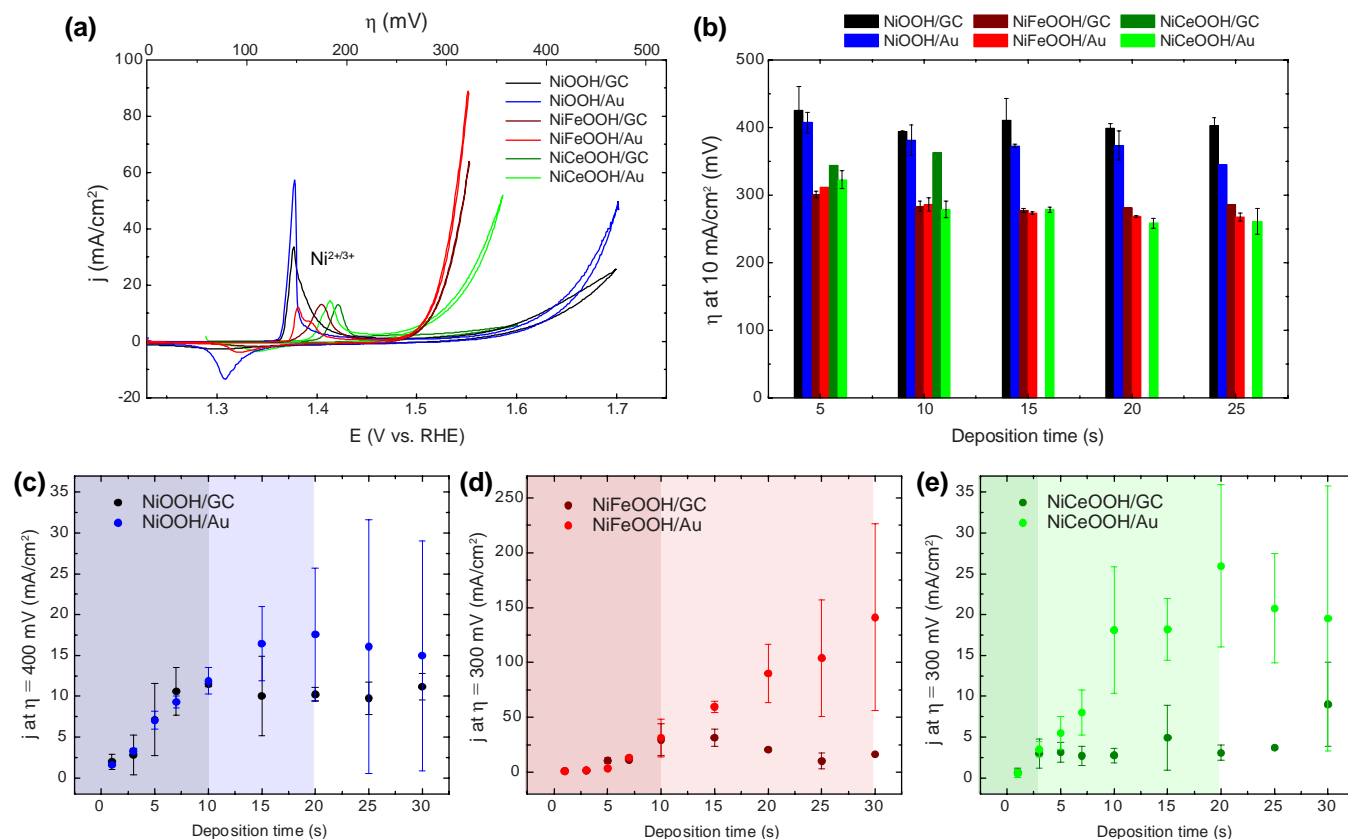 (a)
η (mV)
0 100 200 300 400 500
100
80
60
40
20
0
-20
j (mA/cm²)
NiOOH/GC
NiOOH/Au
NiFeOOH/GC
NiFeOOH/Au
NiCeOOH/GC
NiCeOOH/Au
Ni2+/3+
1.3 1.4 1.5 1.6 1.7
E (V vs. RHE)
(b)
NiOOH/GC NiFeOOH/GC NiCeOOH/GC
NiOOH/Au NiFeOOH/Au NiCeOOH/Au
500
400
300
200
100
0
η at 10 mA/cm² (mV)
5 10 15 20 25
Deposition time (s)
(c)
NiOOH/GC
NiOOH/Au
35
30
25
20
15
10
5
0
j at η = 400 mV (mA/cm²)
0 5 10 15 20 25 30
Deposition time (s)
(d)
NiFeOOH/GC
NiFeOOH/Au
250
200
150
100
50
0
j at η = 300 mV (mA/cm²)
0 5 10 15 20 25 30
Deposition time (s)
(e)
NiCeOOH/GC
NiCeOOH/Au
35
30
25
20
15
10
5
0
j at η = 300 mV (mA/cm²)
0 5 10 15 20 25 30
Deposition time (s)